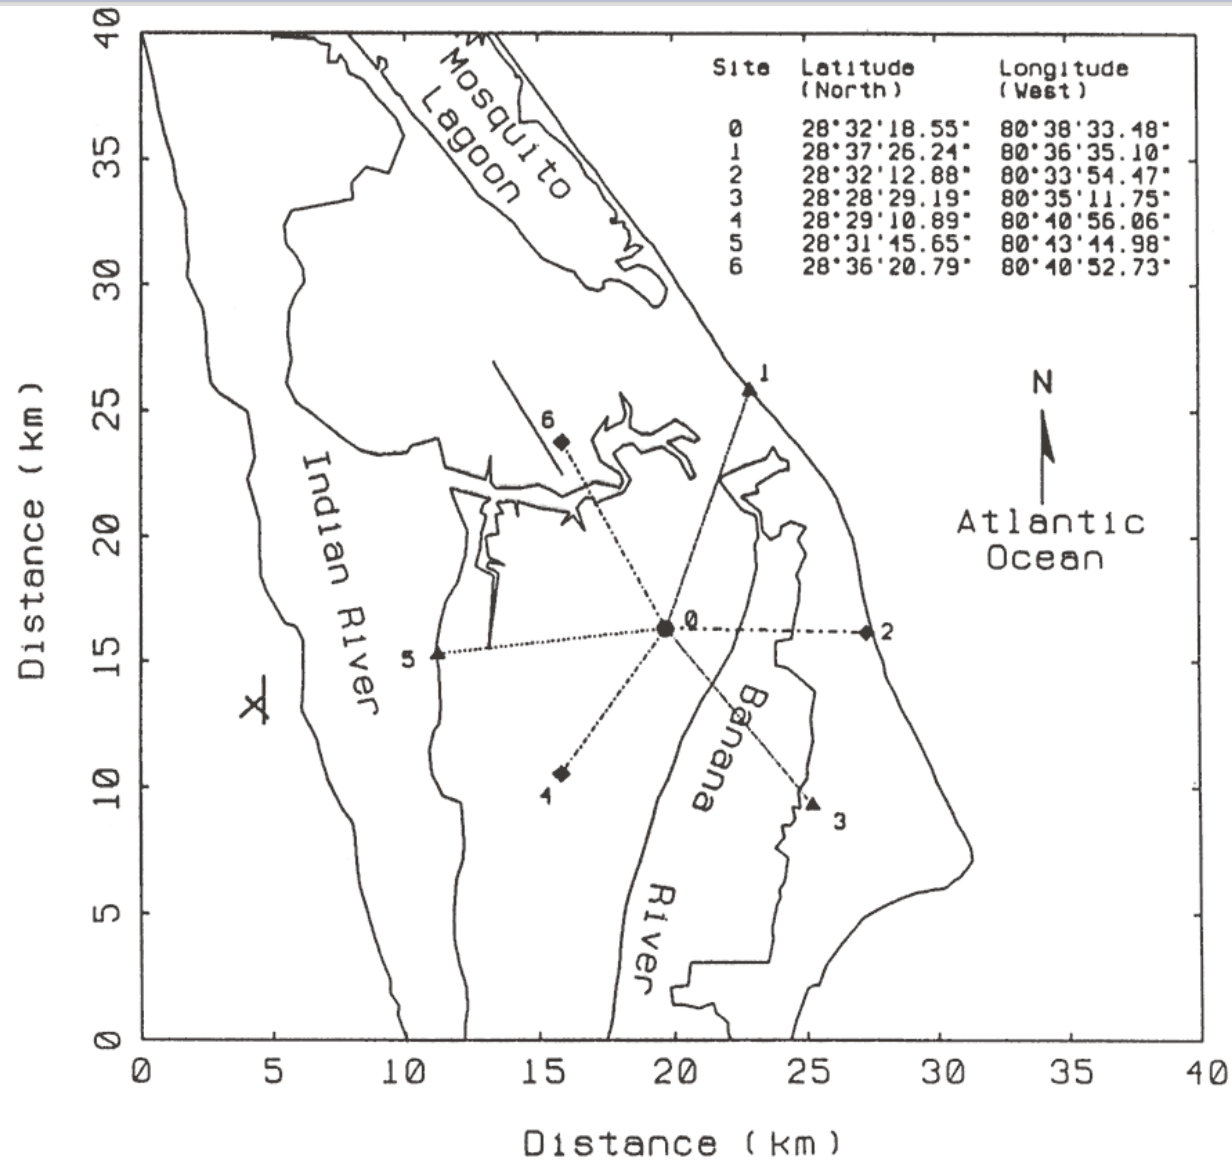 Site Latitude (North) Longitude (West)
0 28°32'18.55" 80°38'33.48"
1 28°37'26.24" 80°36'35.10"
2 28°32'12.88" 80°33'54.47"
3 28°28'29.19" 80°35'11.75"
4 28°29'10.89" 80°40'56.06"
5 28°31'45.65" 80°43'44.98"
6 28°36'20.79" 80°40'52.73"
Mosquito
Lagoon
1
N
6
Indian River
Atlantic
Ocean
0
2
5
Banana
4
3
River
40
35
30
25
20
15
10
5
0
Distance (km)
0 5 10 15 20 25 30 35 40
Distance (km)